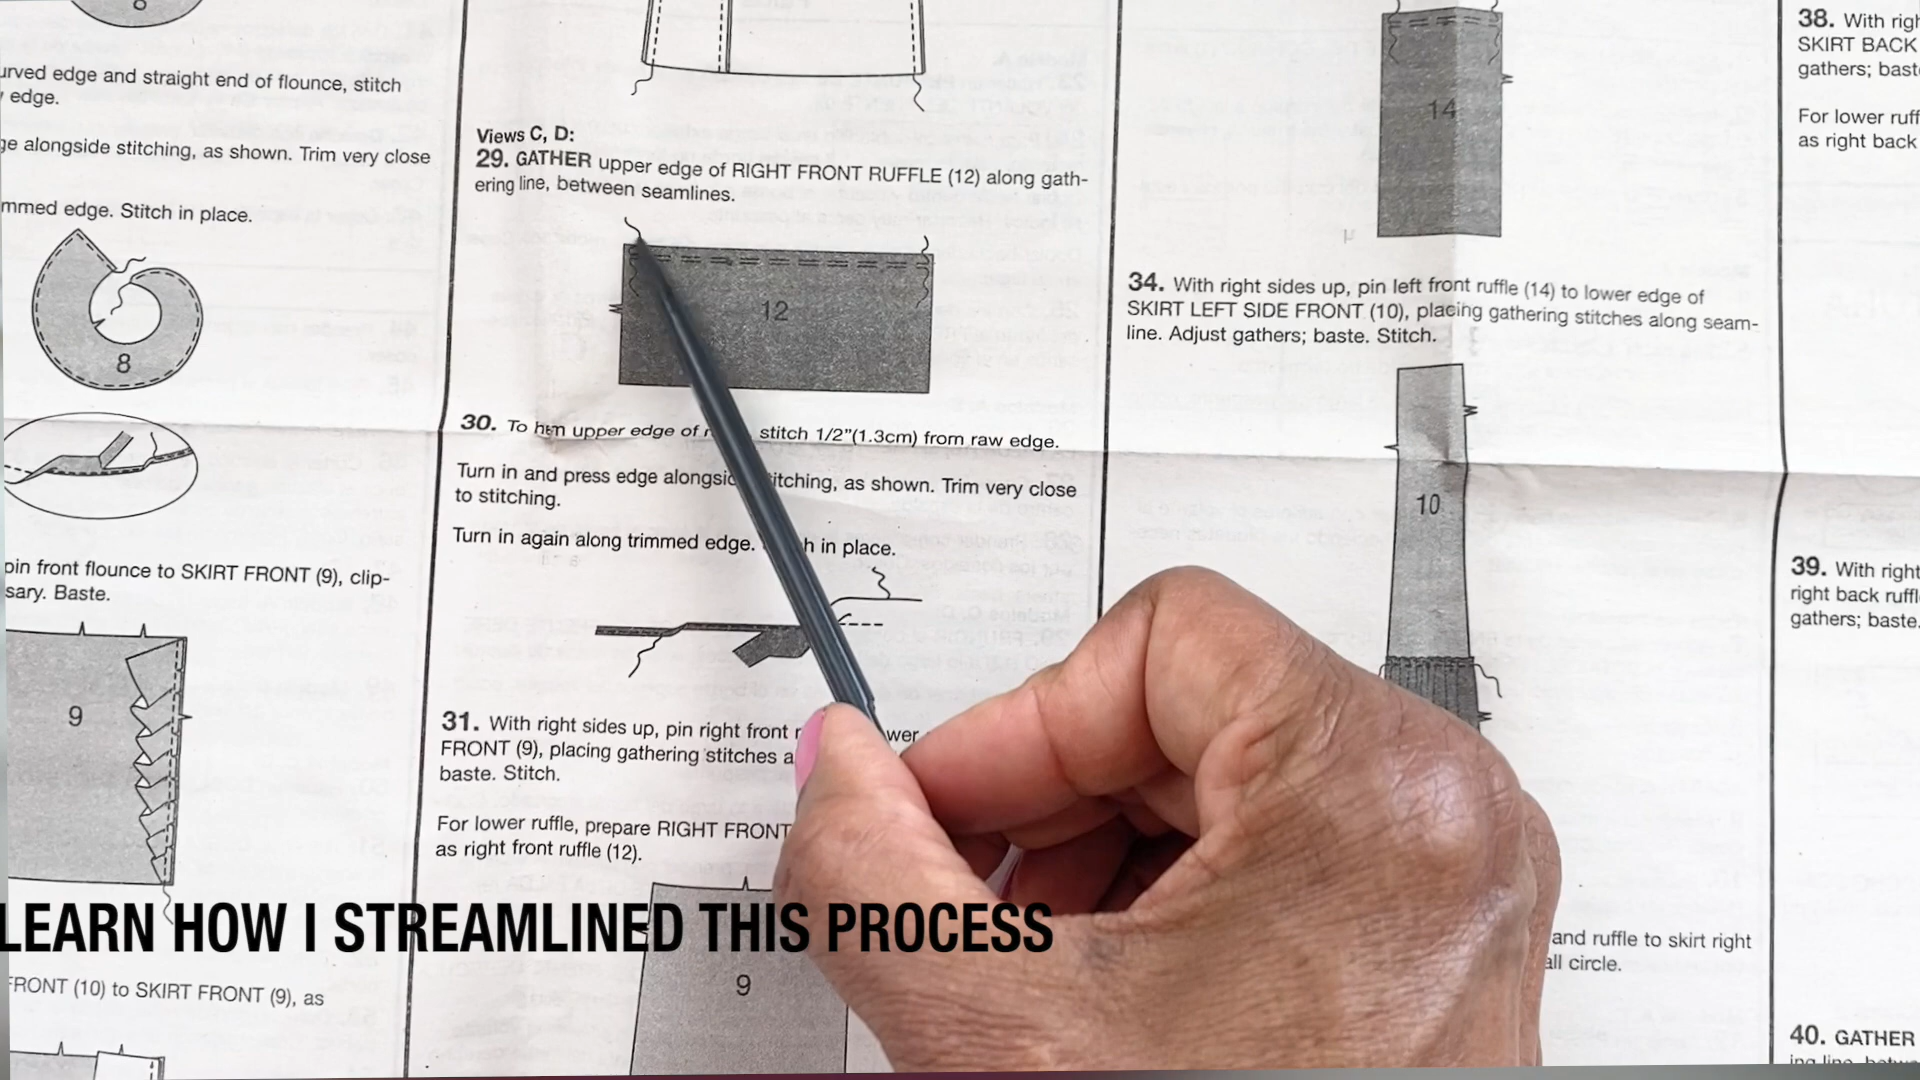 8
urved edge and straight end of flounce, stitch
edge.
ge alongside stitching, as shown. Trim very close
mmed edge. Stitch in place.
8
pin front flounce to SKIRT FRONT (9), clip-
sary. Baste.
9
FRONT (10) to SKIRT FRONT (9), as
Views C, D:
29. GATHER upper edge of RIGHT FRONT RUFFLE (12) along gath-
ering line, between seamlines.
12
30. To hem upper edge of stitch 1/2"(1.3cm) from raw edge.
Turn in and press edge alongside stitching, as shown. Trim very close
to stitching.
Turn in again along trimmed edge. in place.
31. With right sides up, pin right front
FRONT (9), placing gathering stitches
baste. Stitch.
For lower ruffle, prepare RIGHT FRONT
as right front ruffle (12).
9
14
34. With right sides up, pin left front ruffle (14) to lower edge of
SKIRT LEFT SIDE FRONT (10), placing gathering stitches along seam-
line. Adjust gathers; baste. Stitch.
10
and ruffle to skirt right
all circle.
38. With righ
SKIRT BACK
gathers; bast
For lower ruff
as right back
39. With right
right back ruffl
gathers; baste.
40. GATHER
LEARN HOW I STREAMLINED THIS PROCESS